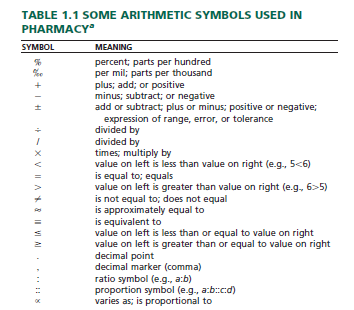 TABLE 1.1 SOME ARITHMETIC SYMBOLS USED IN
PHARMACYª
SYMBOL MEANING
% percent; parts per hundred
‰ per mil; parts per thousand
+ plus; add; or positive
− minus; subtract; or negative
± add or subtract; plus or minus; positive or negative;
expression of range, error, or tolerance
÷ divided by
/ divided by
× times; multiply by
< value on left is less than value on right (e.g., 5<6)
= is equal to; equals
> value on left is greater than value on right (e.g., 6>5)
≠ is not equal to; does not equal
≈ is approximately equal to
≡ is equivalent to
≤ value on left is less than or equal to value on right
≥ value on left is greater than or equal to value on right
. decimal point
, decimal marker (comma)
: ratio symbol (e.g., a:b)
:: proportion symbol (e.g., a:b::c:d)
∝ varies as; is proportional to